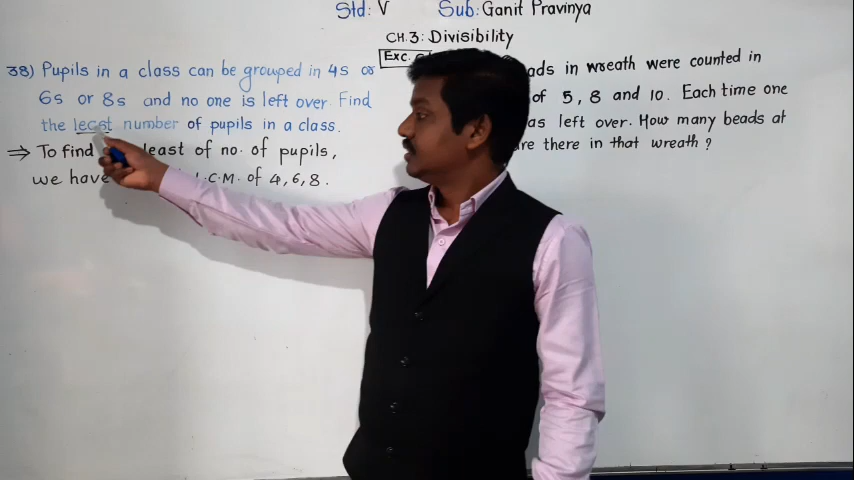 Std: V Sub: Ganit Pravinya
CH.3: Divisibility
Exc.
38) Pupils in a class can be grouped in 4s or
6s or 8s and no one is left over. Find
the least number of pupils in a class.
⇒ To find least of no. of pupils,
we have L.C.M. of 4, 6, 8.
ads in wreath were counted in
of 5, 8 and 10. Each time one
as left over. How many beads at
re there in that wreath ?